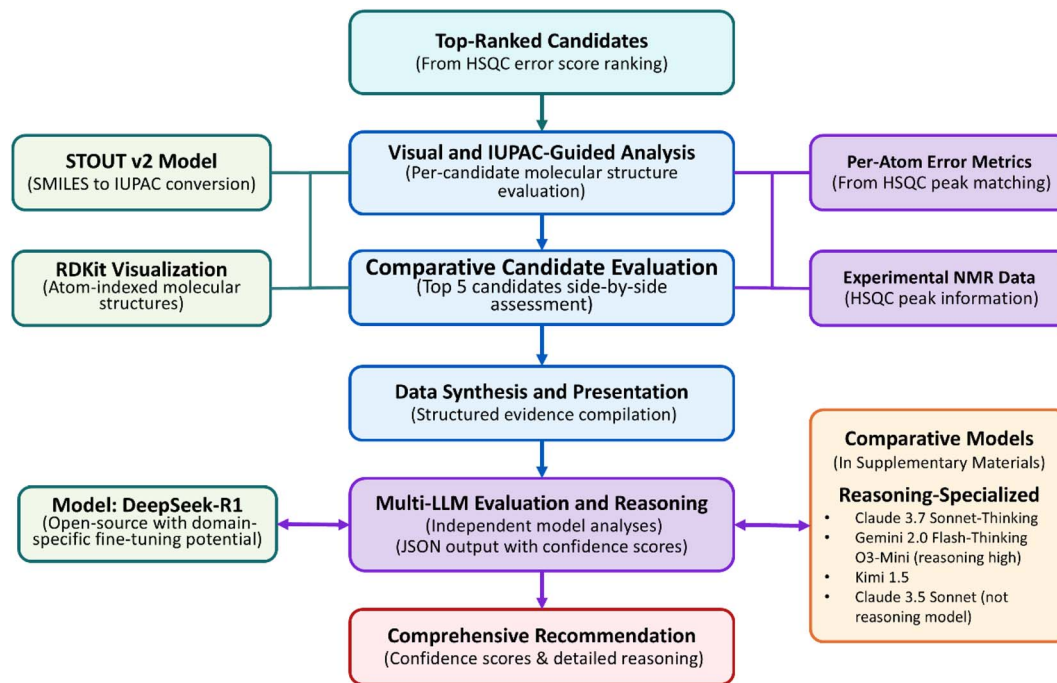 Top-Ranked Candidates
(From HSQC error score ranking)
STOUT v2 Model
(SMILES to IUPAC conversion)
Visual and IUPAC-Guided Analysis
(Per-candidate molecular structure
evaluation)
Per-Atom Error Metrics
(From HSQC peak matching)
RDKit Visualization
(Atom-indexed molecular
structures)
Comparative Candidate Evaluation
(Top 5 candidates side-by-side
assessment)
Experimental NMR Data
(HSQC peak information)
Data Synthesis and Presentation
(Structured evidence compilation)
Model: DeepSeek-R1
(Open-source with domain-
specific fine-tuning potential)
Multi-LLM Evaluation and Reasoning
(Independent model analyses)
(JSON output with confidence scores)
Comparative Models
(In Supplementary Materials)
Reasoning-Specialized
• Claude 3.7 Sonnet-Thinking
• Gemini 2.0 Flash-Thinking
O3-Mini (reasoning high)
• Kimi 1.5
• Claude 3.5 Sonnet (not
reasoning model)
Comprehensive Recommendation
(Confidence scores & detailed reasoning)